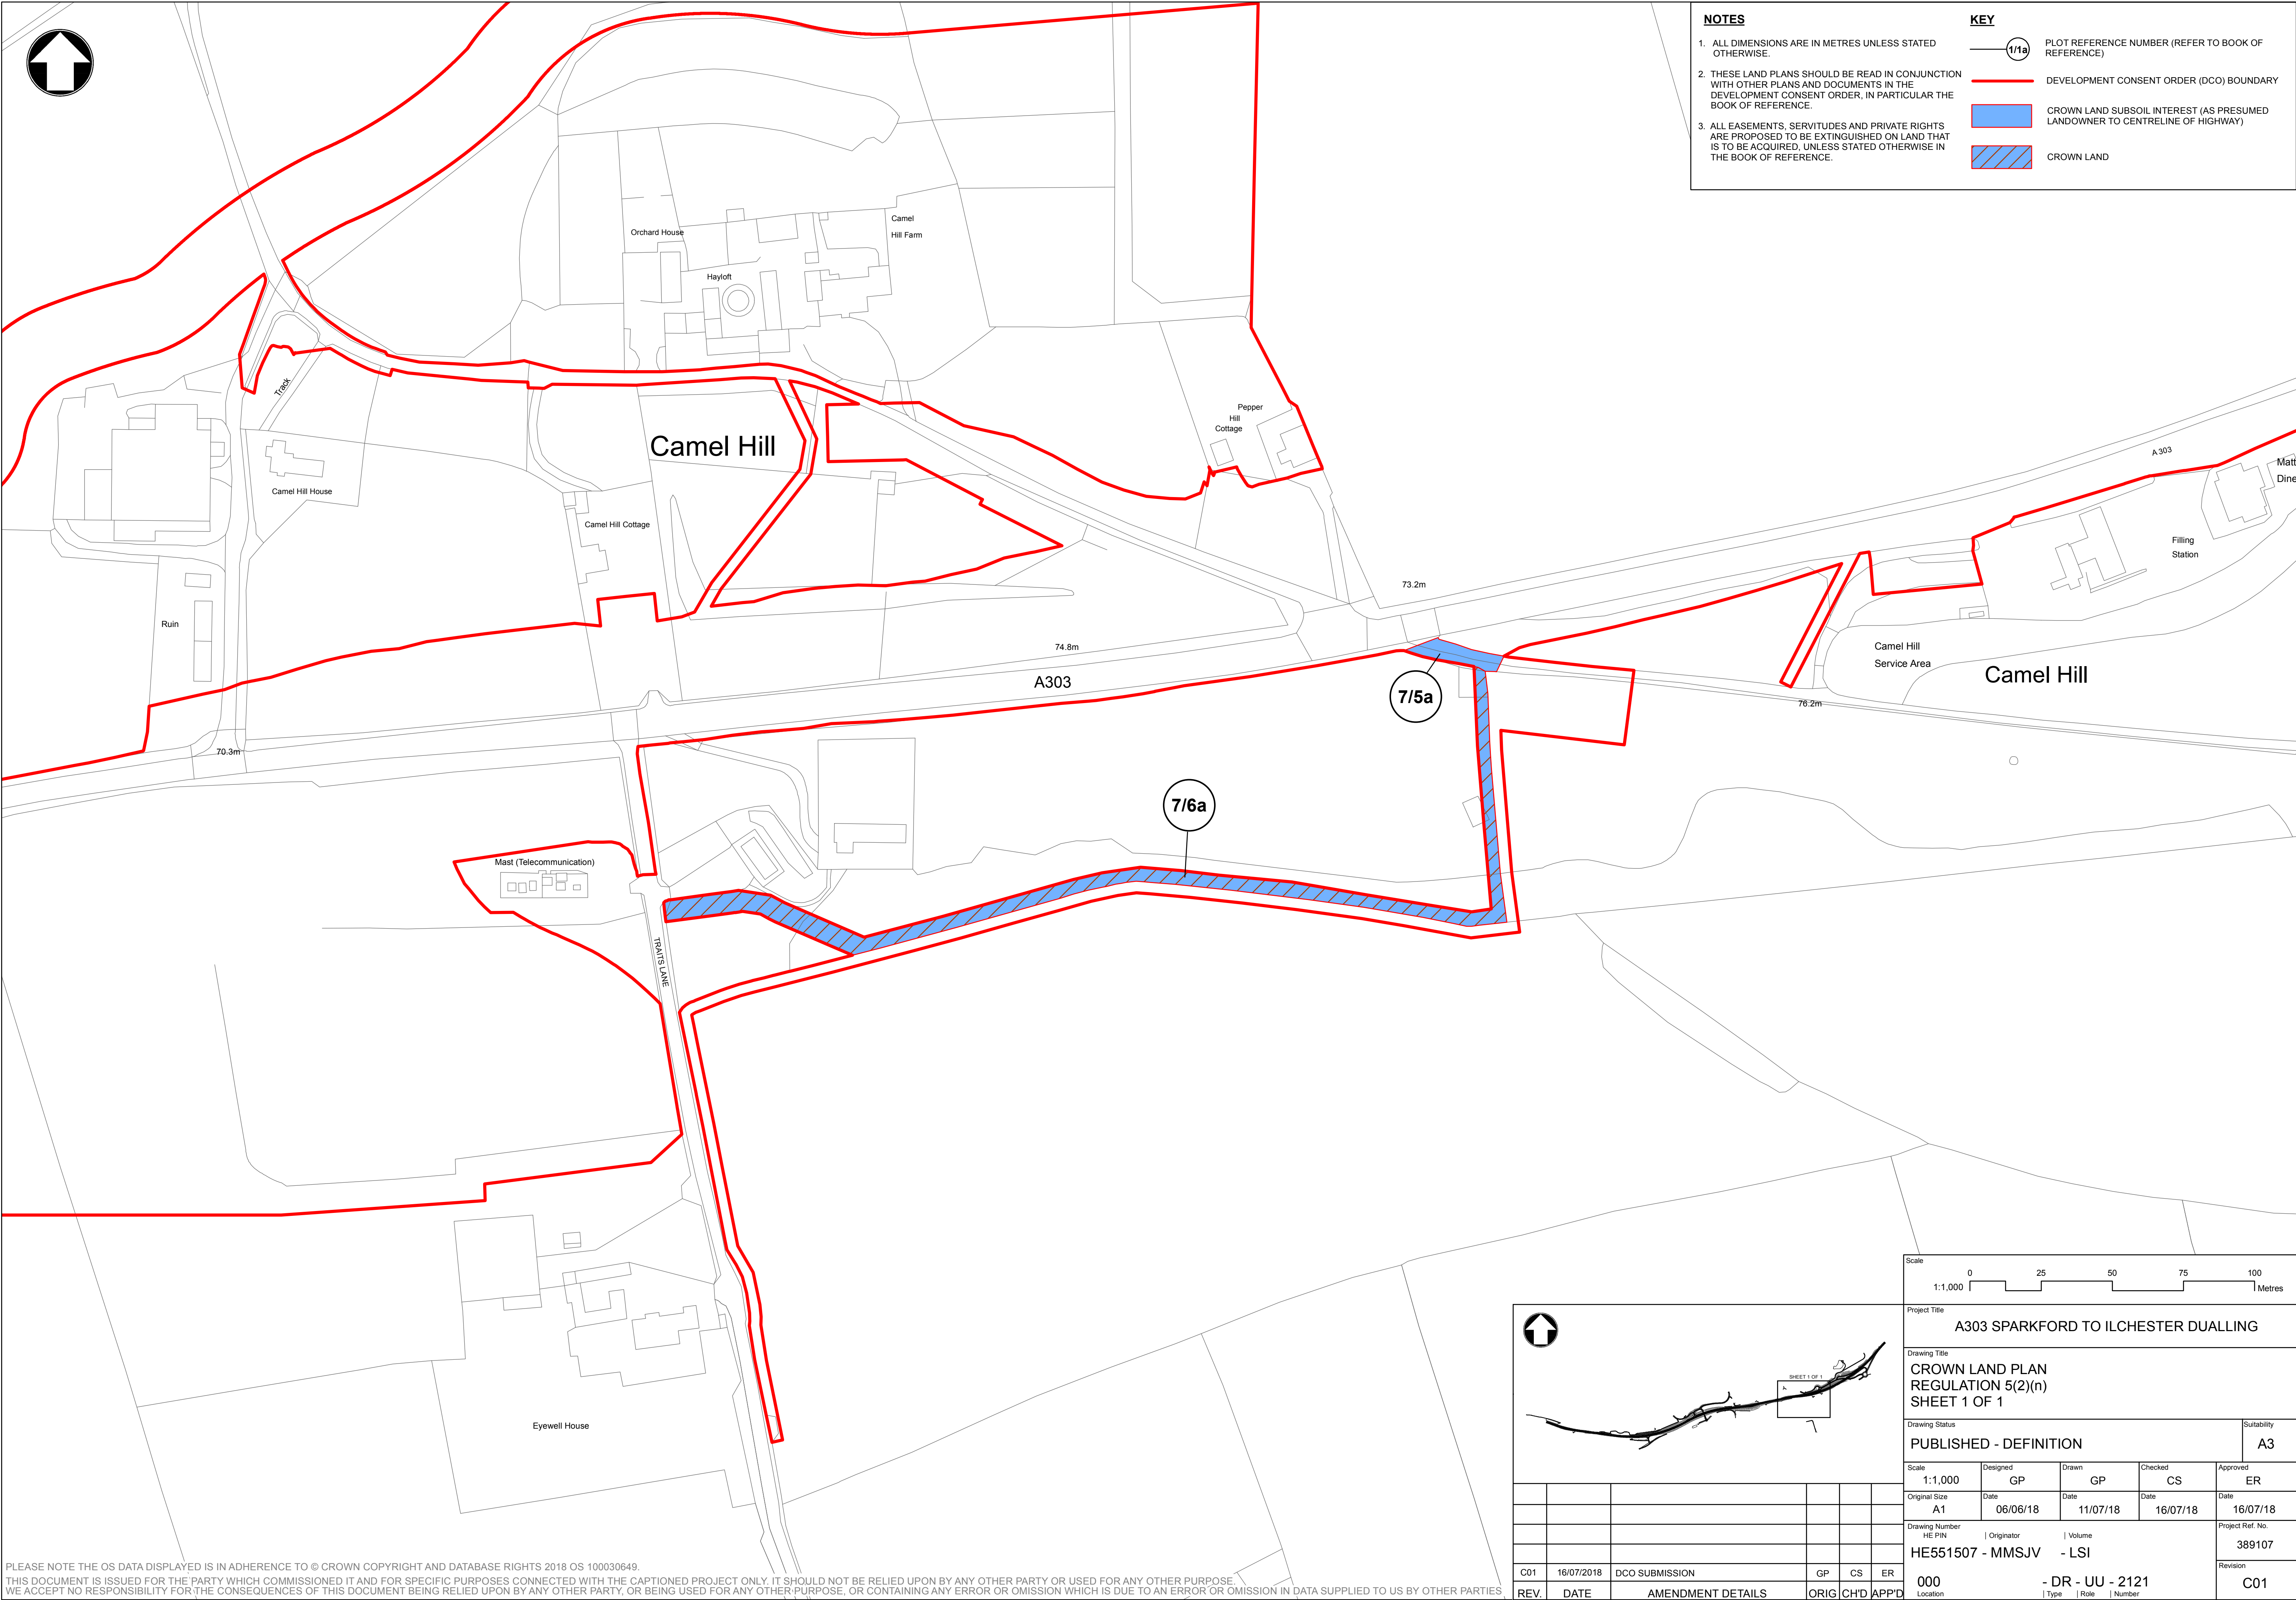 NOTES
1. ALL DIMENSIONS ARE IN METRES UNLESS STATED
OTHERWISE.
2. THESE LAND PLANS SHOULD BE READ IN CONJUNCTION
WITH OTHER PLANS AND DOCUMENTS IN THE
DEVELOPMENT CONSENT ORDER, IN PARTICULAR THE
BOOK OF REFERENCE.
3. ALL EASEMENTS, SERVITUDES AND PRIVATE RIGHTS
ARE PROPOSED TO BE EXTINGUISHED ON LAND THAT
IS TO BE ACQUIRED, UNLESS STATED OTHERWISE IN
THE BOOK OF REFERENCE.
KEY
1/1a
PLOT REFERENCE NUMBER (REFER TO BOOK OF
REFERENCE)
DEVELOPMENT CONSENT ORDER (DCO) BOUNDARY
CROWN LAND SUBSOIL INTEREST (AS PRESUMED
LANDOWNER TO CENTRELINE OF HIGHWAY)
CROWN LAND
Camel
Hill Farm
Orchard House
Hayloft
Track
Pepper
Hill
Cottage
Camel Hill
A 303
Matt
Dine
Camel Hill House
Camel Hill Cottage
Filling
Station
73.2m
Ruin
74.8m
Camel Hill
Service Area
Camel Hill
A303
7/5a
76.2m
70.3m
7/6a
Mast (Telecommunication)
TRAITS LANE
Eyewell House
Scale
1:1,000
0 25 50 75 100
Metres
SHEET 1 OF 1
Project Title
A303 SPARKFORD TO ILCHESTER DUALLING
Drawing Title
CROWN LAND PLAN
REGULATION 5(2)(n)
SHEET 1 OF 1
Drawing Status
PUBLISHED - DEFINITION
Suitability
A3
Scale
1:1,000
Designed
GP
Drawn
GP
Checked
CS
Approved
ER
Original Size
A1
Date
06/06/18
Date
11/07/18
Date
16/07/18
Date
16/07/18
Drawing Number
HE PIN | Originator | Volume
HE551507 - MMSJV - LSI
000 - DR - UU - 2121
Location | Type | Role | Number
Project Ref. No.
389107
Revision
C01
C01 16/07/2018 DCO SUBMISSION GP CS ER
REV. DATE AMENDMENT DETAILS ORIG CH'D APP'D
PLEASE NOTE THE OS DATA DISPLAYED IS IN ADHERENCE TO © CROWN COPYRIGHT AND DATABASE RIGHTS 2018 OS 100030649.
THIS DOCUMENT IS ISSUED FOR THE PARTY WHICH COMMISSIONED IT AND FOR SPECIFIC PURPOSES CONNECTED WITH THE CAPTIONED PROJECT ONLY. IT SHOULD NOT BE RELIED UPON BY ANY OTHER PARTY OR USED FOR ANY OTHER PURPOSE.
WE ACCEPT NO RESPONSIBILITY FOR THE CONSEQUENCES OF THIS DOCUMENT BEING RELIED UPON BY ANY OTHER PARTY, OR BEING USED FOR ANY OTHER PURPOSE, OR CONTAINING ANY ERROR OR OMISSION WHICH IS DUE TO AN ERROR OR OMISSION IN DATA SUPPLIED TO US BY OTHER PARTIES